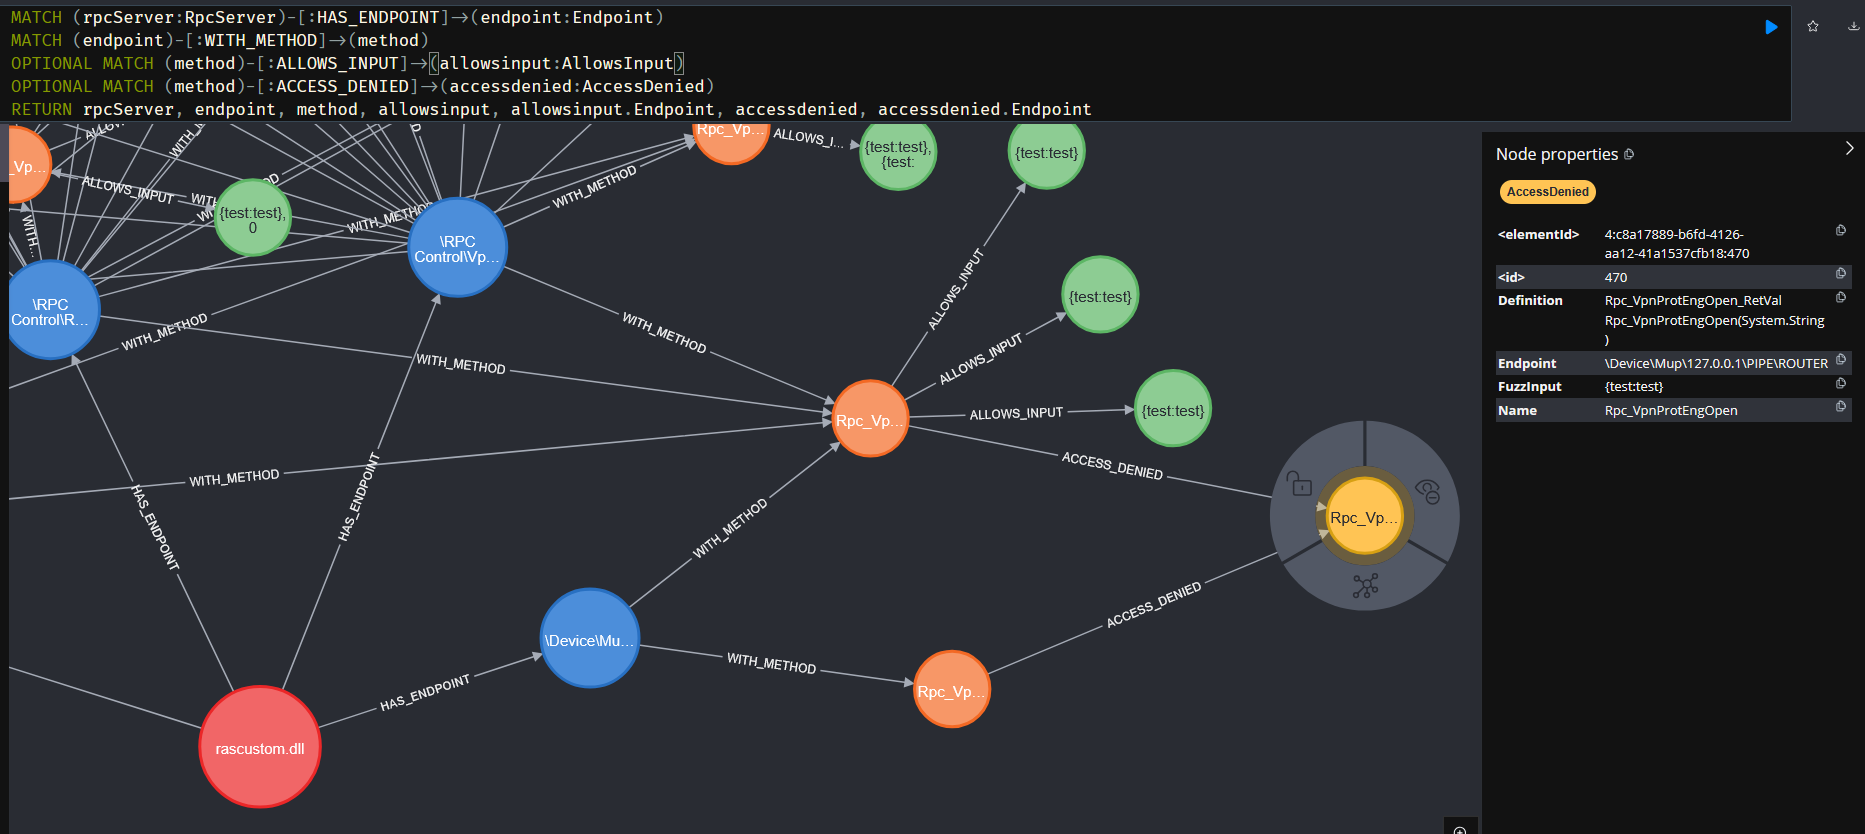 MATCH (rpcServer:RpcServer)-[:HAS_ENDPOINT]→(endpoint:Endpoint)
MATCH (endpoint)-[:WITH_METHOD]→(method)
OPTIONAL MATCH (method)-[:ALLOWS_INPUT]→(allowsinput:AllowsInput)
OPTIONAL MATCH (method)-[:ACCESS_DENIED]→(accessdenied:AccessDenied)
RETURN rpcServer, endpoint, method, allowsinput, allowsinput.Endpoint, accessdenied, accessdenied.Endpoint
Rpc_Vp...
ALLOWS_I...
{test:test},
{test:
{test:test}
_Vp...
ALLOWS_INPUT
{test:test},
0
WITH_METHOD
WITH_METHOD
WITH...
\RPC
Control\Vp...
\RPC
Control\R...
WITH_METHOD
WITH_METHOD
WITH_METHOD
ALLOWS_INPUT
{test:test}
ALLOWS_INPUT
ALLOWS_INPUT
{test:test}
Rpc_Vp...
WITH_METHOD
ACCESS_DENIED
HAS_ENDPOINT
HAS_ENDPOINT
WITH_METHOD
Rpc_Vp...
\Device\Mu...
WITH_METHOD
ACCESS_DENIED
HAS_ENDPOINT
Rpc_Vp...
rascustom.dll
Node properties
AccessDenied
<elementId> 4:c8a17889-b6fd-4126-
aa12-41a1537cfb18:470
<id> 470
Definition Rpc_VpnProtEngOpen_RetVal
Rpc_VpnProtEngOpen(System.String
)
Endpoint \Device\Mup\127.0.0.1\PIPE\ROUTER
FuzzInput {test:test}
Name Rpc_VpnProtEngOpen